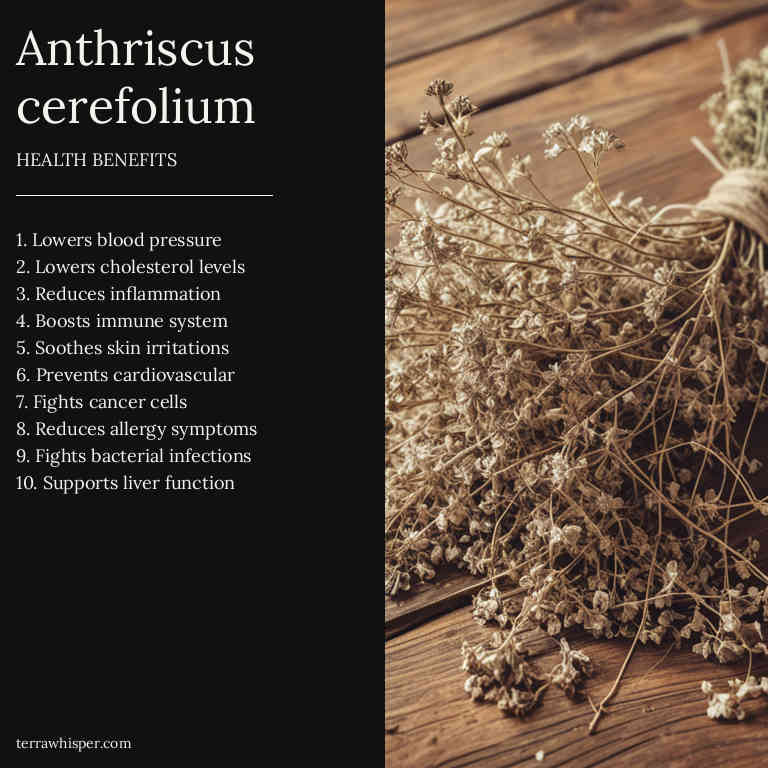 Anthriscus
cerefolium
HEALTH BENEFITS
1. Lowers blood pressure
2. Lowers cholesterol levels
3. Reduces inflammation
4. Boosts immune system
5. Soothes skin irritations
6. Prevents cardiovascular
7. Fights cancer cells
8. Reduces allergy symptoms
9. Fights bacterial infections
10. Supports liver function
terrawhisper.com